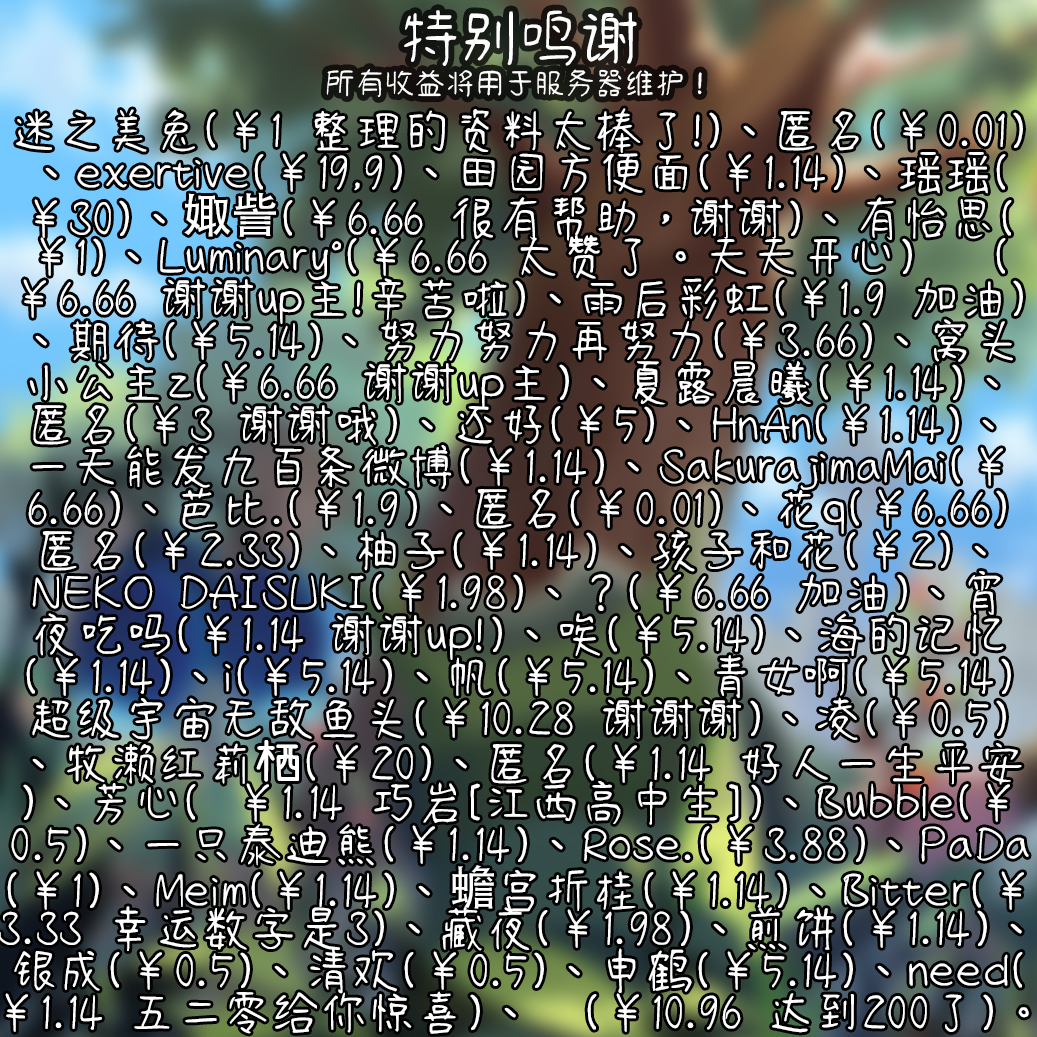 特别鸣谢
所有收益将用于服务器维护！
迷之美兔(￥1 整理的资料太棒了!)、匿名(￥0.01)
、exertive(￥19,9)、田园方便面(￥1.14)、瑶瑶(
￥30)、娵訾(￥6.66 很有帮助，谢谢)、有怡思(
￥1)、Luminary°(￥6.66 太赞了。天天开心) (
￥6.66 谢谢up主!辛苦啦)、雨后彩虹(￥1.9 加油)
、期待(￥5.14)、努力努力再努力(￥3.66)、窝头
小公主z(￥6.66 谢谢up主)、夏露晨曦(￥1.14)、
匿名(￥3 谢谢哦)、还好(￥5)、HnAn(￥1.14)、
一天能发九百条微博(￥1.14)、SakurajimaMai(￥
6.66)、芭比.(￥1.9)、匿名(￥0.01)、花q(￥6.66)
匿名(￥2.33)、柚子(￥1.14)、孩子和花(￥2)、
NEKO DAISUKI(￥1.98)、？(￥6.66 加油)、宵
夜吃吗(￥1.14 谢谢up!)、唉(￥5.14)、海的记忆
(￥1.14)、i(￥5.14)、帆(￥5.14)、青女啊(￥5.14)
超级宇宙无敌鱼头(￥10.28 谢谢谢)、凌(￥0.5)
、牧濑红莉栖(￥20)、匿名(￥1.14 好人一生平安
)、芳心( ￥1.14 巧岩[江西高中生])、Bubble(￥
0.5)、一只泰迪熊(￥1.14)、Rose.(￥3.88)、PaDa
(￥1)、Meim(￥1.14)、蟾宫折桂(￥1.14)、Bitter(￥
3.33 幸运数字是3)、藏夜(￥1.98)、煎饼(￥1.14)、
银成(￥0.5)、清欢(￥0.5)、申鹤(￥5.14)、need(
￥1.14 五二零给你惊喜)、 (￥10.96 达到200了)。